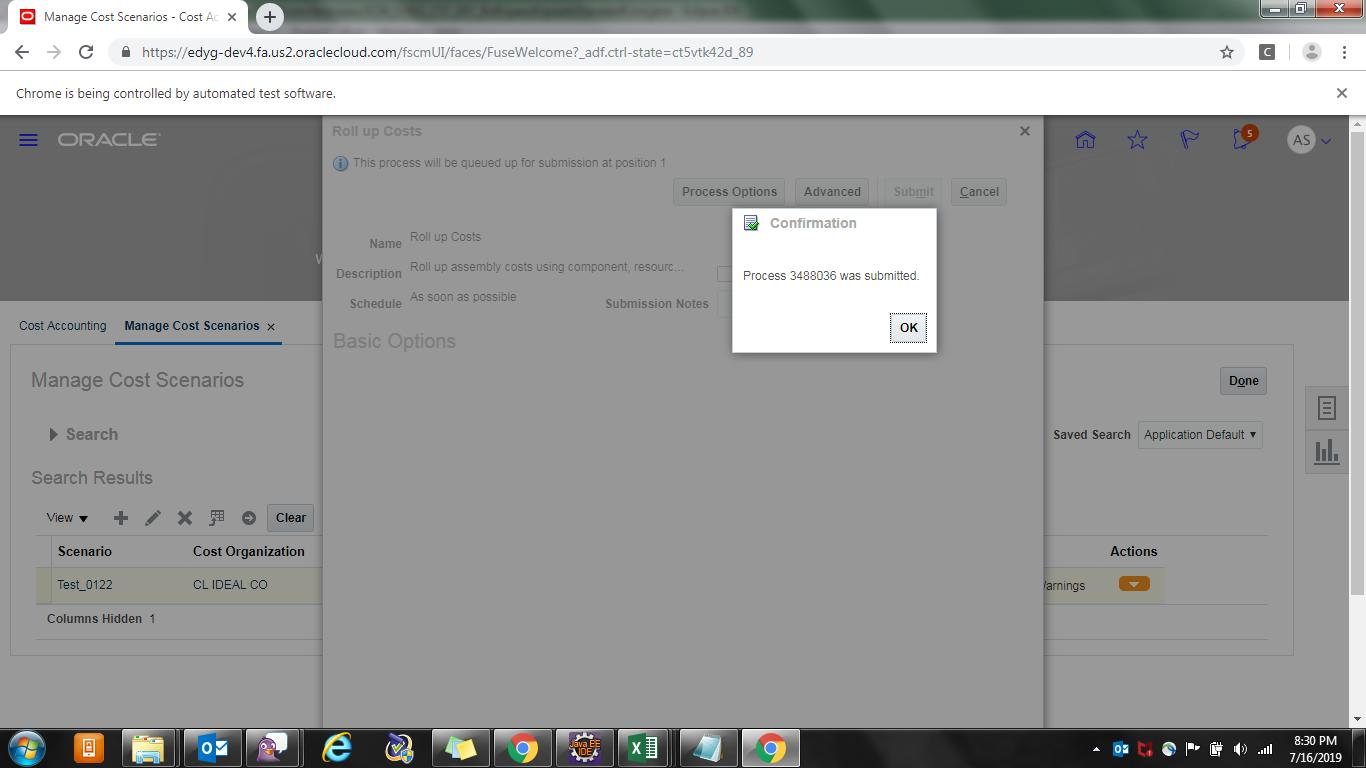 Manage Cost Scenarios - Cost Ac
https://edyg-dev4.fa.us2.oraclecloud.com/fscmUI/faces/FuseWelcome?_adf.ctrl-state=ct5vtk42d_89
C
Chrome is being controlled by automated test software.
ORACLE
5
AS
Roll up Costs
This process will be queued up for submission at position 1
Process Options
Advanced
Submit
Cancel
Confirmation
Process 3488036 was submitted.
OK
Name Roll up Costs
Description Roll up assembly costs using component, resourc...
Schedule As soon as possible
Submission Notes
Basic Options
W
Cost Accounting
Manage Cost Scenarios
Manage Cost Scenarios
Done
Search
Saved Search Application Default
Search Results
View
Clear
Scenario Cost Organization Actions
Test_0122 CL IDEAL CO Warnings
Columns Hidden 1
Java EE
IDE
8:30 PM
7/16/2019